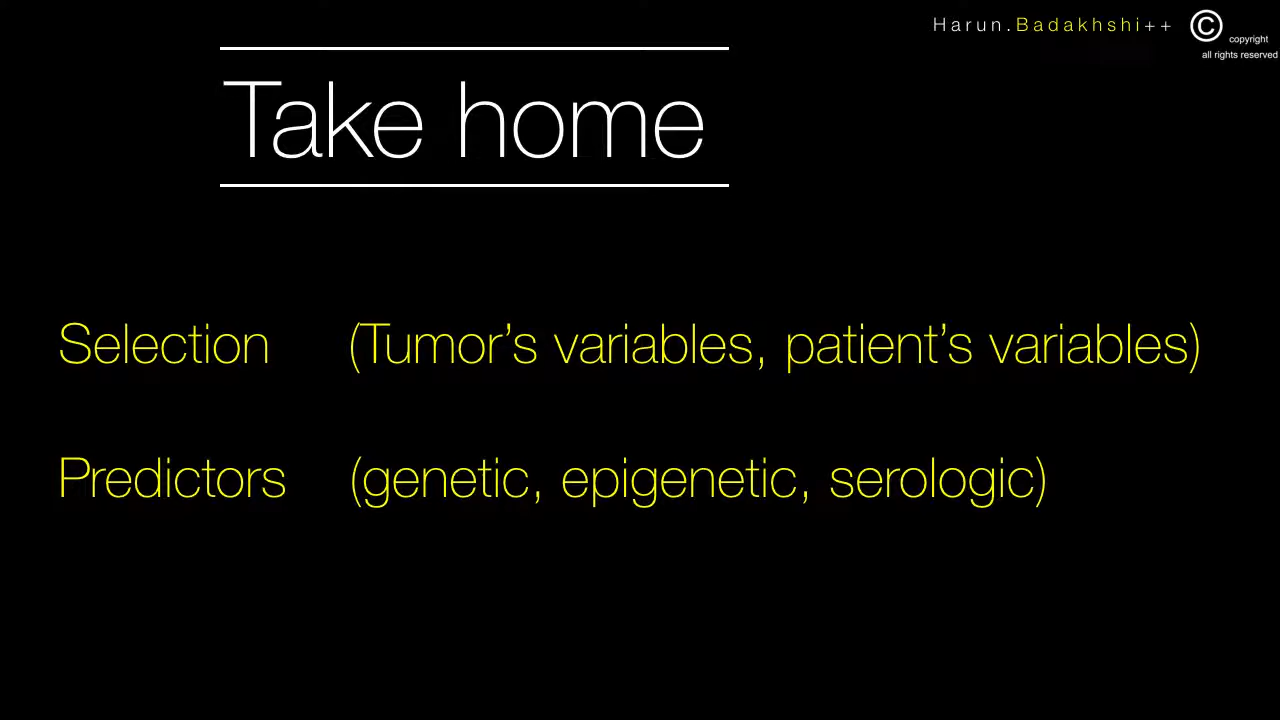 Harun.Badakhshi++
© copyright
all rights reserved
Take home
Selection (Tumor’s variables, patient’s variables)
Predictors (genetic, epigenetic, serologic)